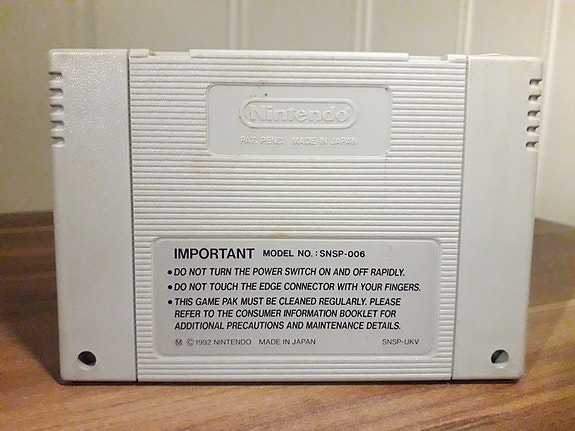 Nintendo
PAT. PEND. MADE IN JAPAN
IMPORTANT MODEL NO.: SNSP-006
• DO NOT TURN THE POWER SWITCH ON AND OFF RAPIDLY.
• DO NOT TOUCH THE EDGE CONNECTOR WITH YOUR FINGERS.
• THIS GAME PAK MUST BE CLEANED REGULARLY. PLEASE
REFER TO THE CONSUMER INFORMATION BOOKLET FOR
ADDITIONAL PRECAUTIONS AND MAINTENANCE DETAILS.
Ⓜ © 1992 NINTENDO MADE IN JAPAN SNSP-UKV